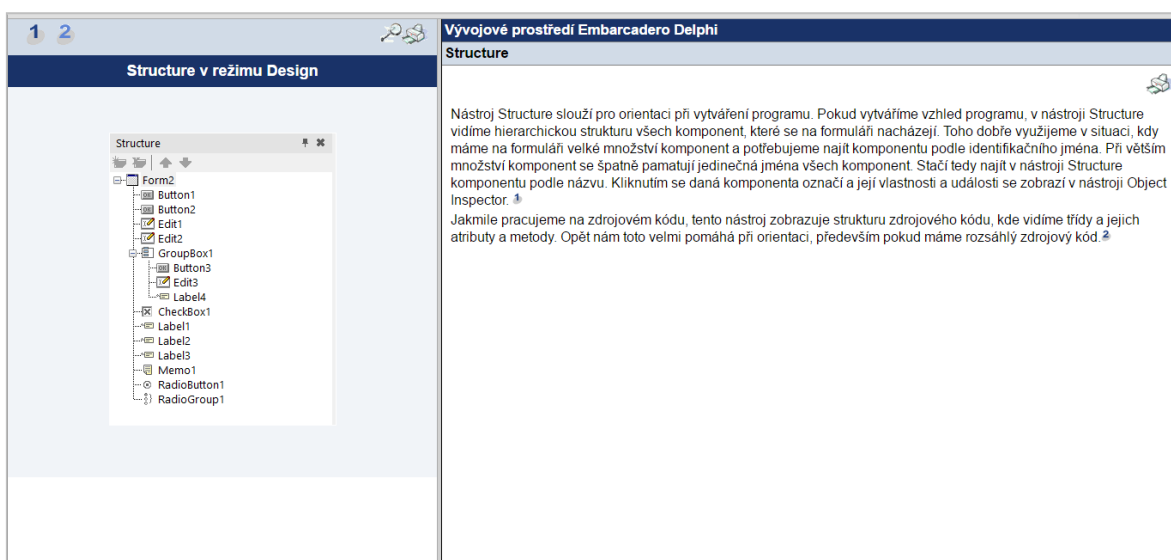 1 2
Structure v režimu Design
Structure
Form2
Button1
Button2
Edit1
Edit2
GroupBox1
Button3
Edit3
Label4
CheckBox1
Label1
Label2
Label3
Memo1
RadioButton1
RadioGroup1
Vývojové prostředí Embarcadero Delphi
Structure
Nástroj Structure slouží pro orientaci při vytváření programu. Pokud vytváříme vzhled programu, v nástroji Structure
vidíme hierarchickou strukturu všech komponent, které se na formuláři nacházejí. Toho dobře využijeme v situaci, kdy
máme na formuláři velké množství komponent a potřebujeme najít komponentu podle identifikačního jména. Při větším
množství komponent se špatně pamatují jedinečná jména všech komponent. Stačí tedy najít v nástroji Structure
komponentu podle názvu. Kliknutím se daná komponenta označí a její vlastnosti a události se zobrazí v nástroji Object
Inspector. 1
Jakmile pracujeme na zdrojovém kódu, tento nástroj zobrazuje strukturu zdrojového kódu, kde vidíme třídy a jejich
atributy a metody. Opět nám toto velmi pomáhá při orientaci, především pokud máme rozsáhlý zdrojový kód.2